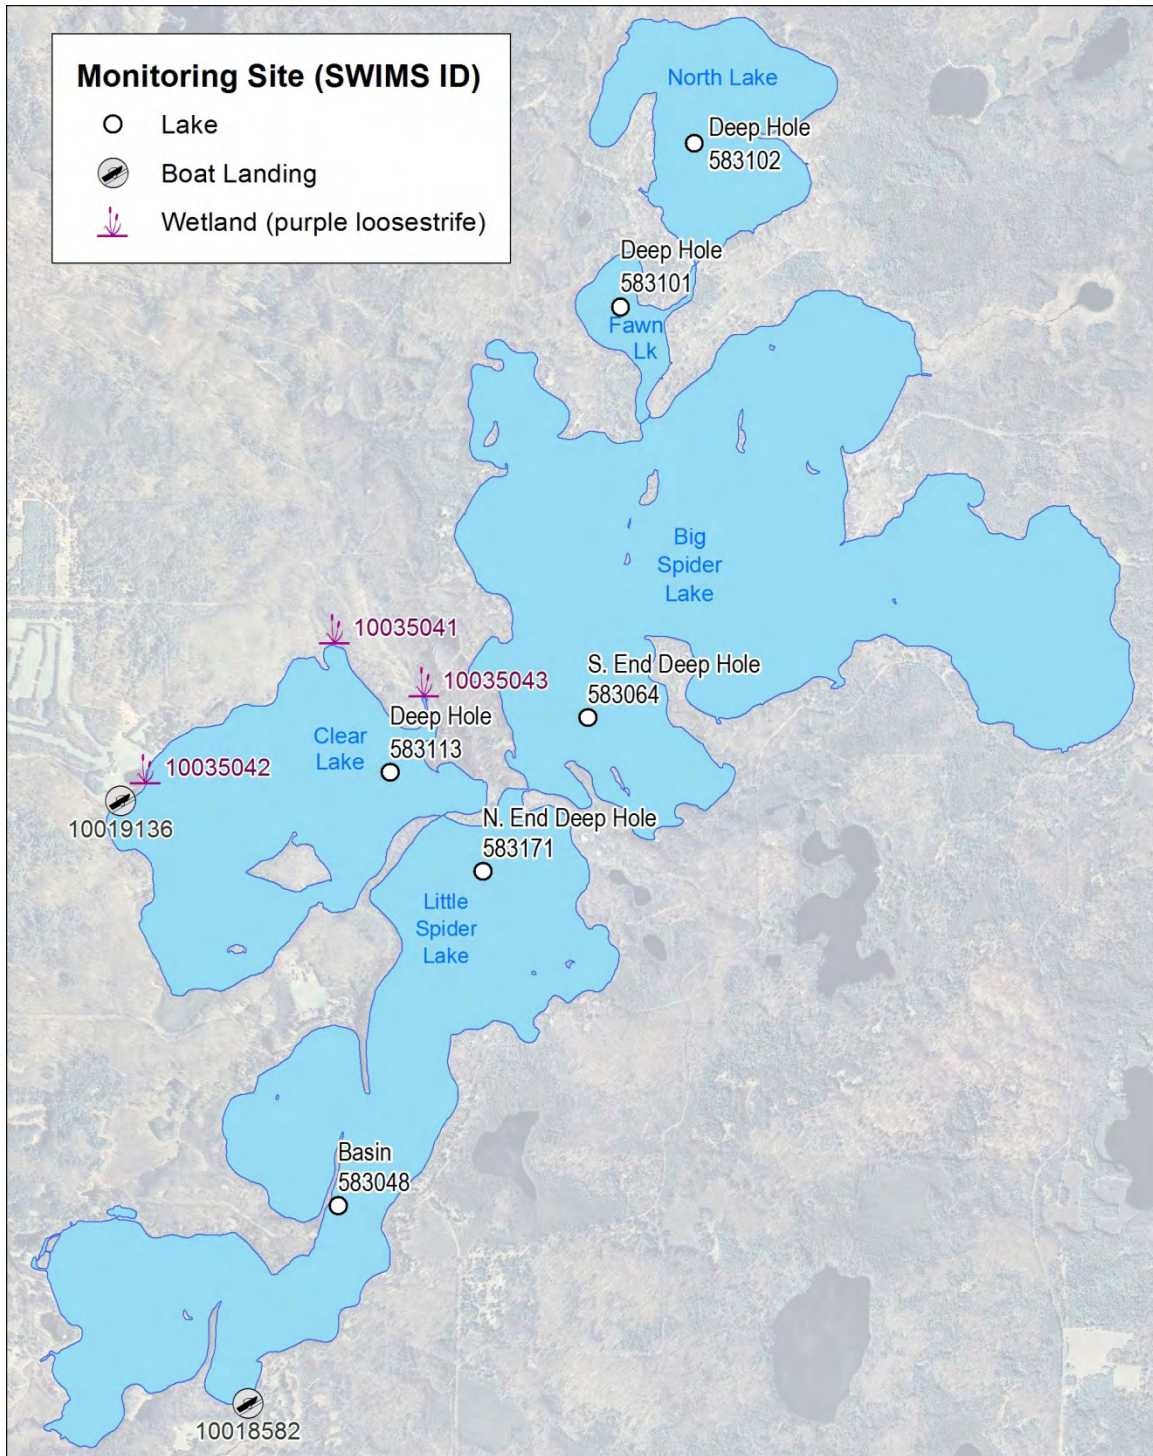 Monitoring Site (SWIMS ID)
Lake
Boat Landing
Wetland (purple loosestrife)
North Lake
Deep Hole
583102
Deep Hole
583101
Fawn
Lk
Big
Spider
Lake
10035041
10035043
S. End Deep Hole
583064
Deep Hole
583113
Clear
Lake
10035042
10019136
N. End Deep Hole
583171
Little
Spider
Lake
Basin
583048
10018582